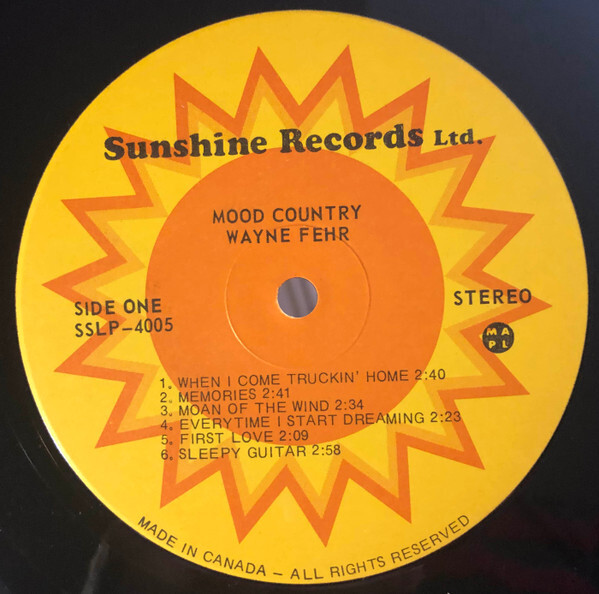 Sunshine Records Ltd.
MOOD COUNTRY
WAYNE FEHR
SIDE ONE
SSLP-4005
STEREO
M A
P L
1. WHEN I COME TRUCKIN' HOME 2:40
2. MEMORIES 2:41
3. MOAN OF THE WIND 2:34
4. EVERYTIME I START DREAMING 2:23
5. FIRST LOVE 2:09
6. SLEEPY GUITAR 2:58
MADE IN CANADA – ALL RIGHTS RESERVED